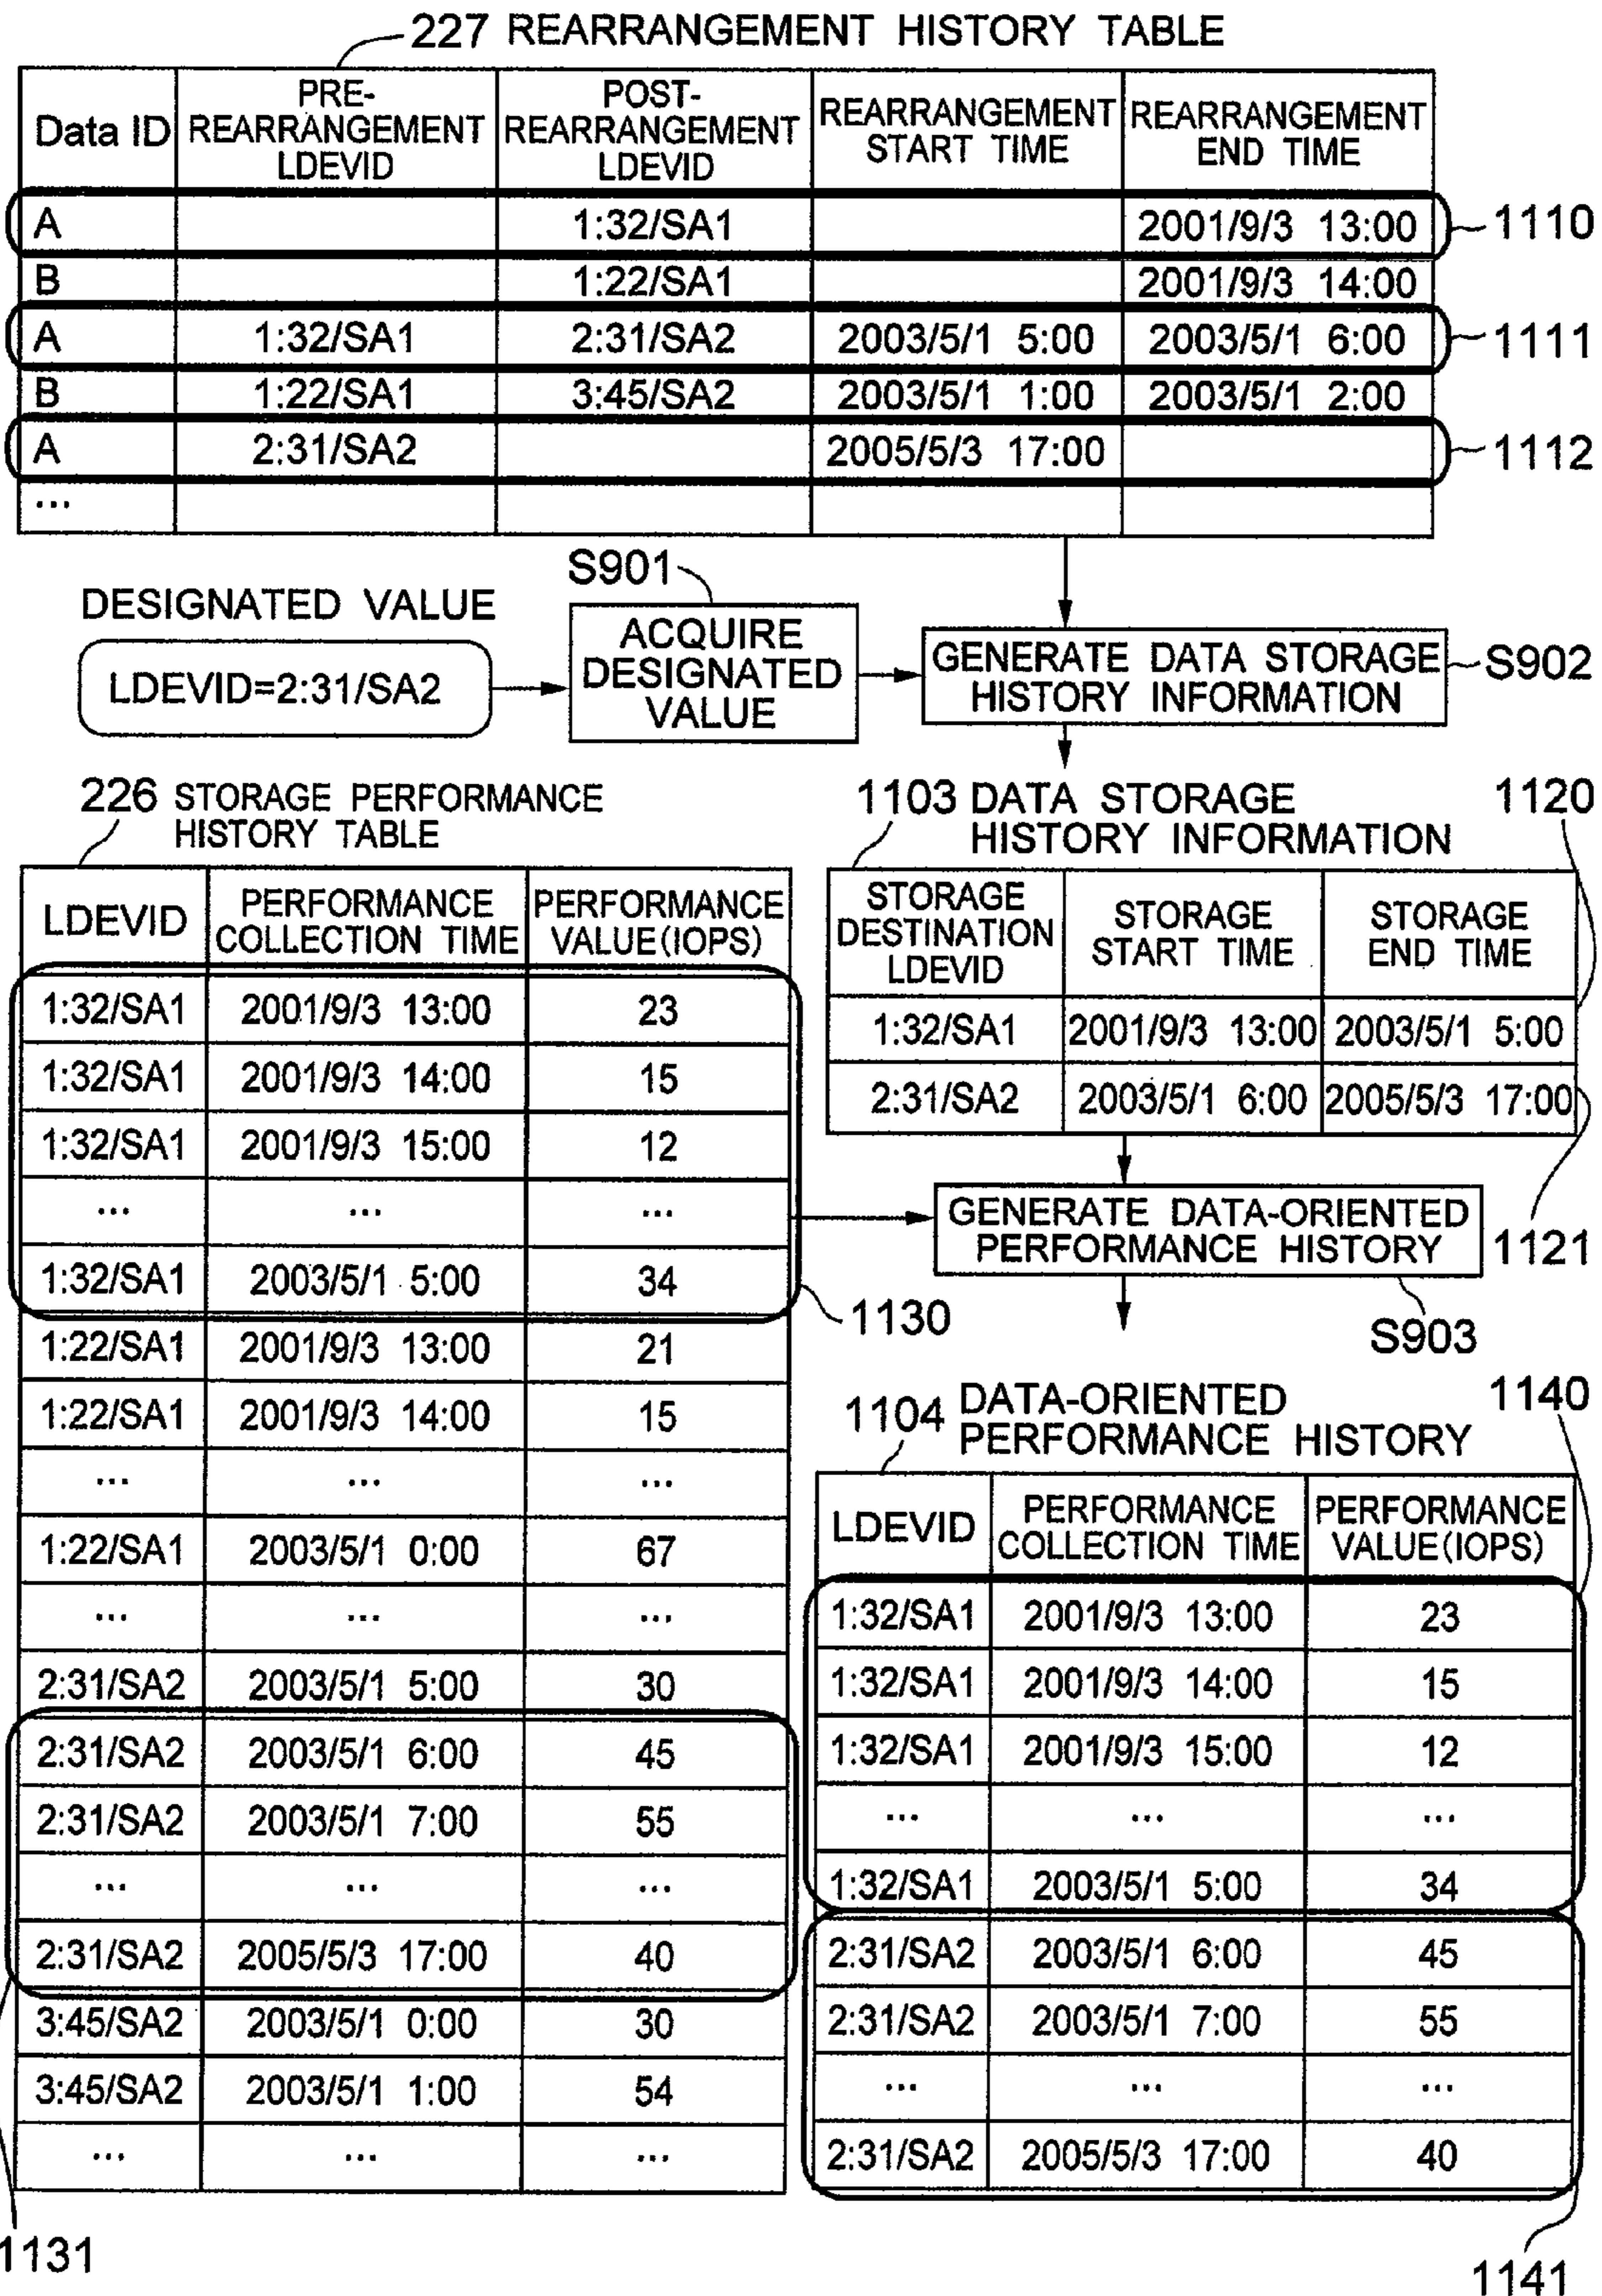 227 REARRANGEMENT HISTORY TABLE
Data ID PRE-REARRANGEMENT LDEVID POST-REARRANGEMENT LDEVID REARRANGEMENT START TIME REARRANGEMENT END TIME
A 1:32/SA1 2001/9/3 13:00 1110
B 1:22/SA1 2001/9/3 14:00
A 1:32/SA1 2:31/SA2 2003/5/1 5:00 2003/5/1 6:00 1111
B 1:22/SA1 3:45/SA2 2003/5/1 1:00 2003/5/1 2:00
A 2:31/SA2 2005/5/3 17:00 1112
...
S901
DESIGNATED VALUE
LDEVID=2:31/SA2
ACQUIRE
DESIGNATED
VALUE
GENERATE DATA STORAGE
HISTORY INFORMATION
S902
226 STORAGE PERFORMANCE
HISTORY TABLE
LDEVID PERFORMANCE COLLECTION TIME PERFORMANCE VALUE(IOPS)
1:32/SA1 2001/9/3 13:00 23
1:32/SA1 2001/9/3 14:00 15
1:32/SA1 2001/9/3 15:00 12
... ... ...
1:32/SA1 2003/5/1 5:00 34
1130
1:22/SA1 2001/9/3 13:00 21
1:22/SA1 2001/9/3 14:00 15
... ... ...
1:22/SA1 2003/5/1 0:00 67
... ... ...
2:31/SA2 2003/5/1 5:00 30
2:31/SA2 2003/5/1 6:00 45
2:31/SA2 2003/5/1 7:00 55
... ... ...
2:31/SA2 2005/5/3 17:00 40
3:45/SA2 2003/5/1 0:00 30
3:45/SA2 2003/5/1 1:00 54
... ... ...
1131
1103 DATA STORAGE
HISTORY INFORMATION
1120
STORAGE DESTINATION LDEVID STORAGE START TIME STORAGE END TIME
1:32/SA1 2001/9/3 13:00 2003/5/1 5:00
2:31/SA2 2003/5/1 6:00 2005/5/3 17:00
1121
GENERATE DATA-ORIENTED
PERFORMANCE HISTORY
S903
1104 DATA-ORIENTED
PERFORMANCE HISTORY
1140
LDEVID PERFORMANCE COLLECTION TIME PERFORMANCE VALUE(IOPS)
1:32/SA1 2001/9/3 13:00 23
1:32/SA1 2001/9/3 14:00 15
1:32/SA1 2001/9/3 15:00 12
... ... ...
1:32/SA1 2003/5/1 5:00 34
2:31/SA2 2003/5/1 6:00 45
2:31/SA2 2003/5/1 7:00 55
... ... ...
2:31/SA2 2005/5/3 17:00 40
1141